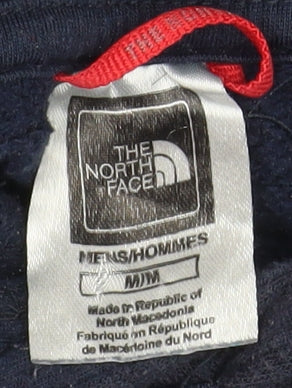 THE
NORTH
FACE
MENS/HOMMES
M/M
Made in Republic of
North Macedonia
Fabriqué en République
de Macédoine du Nord